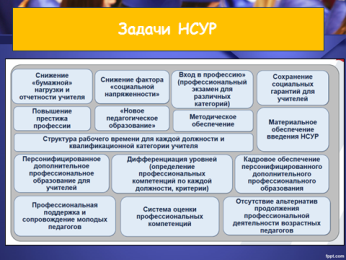 Задачи НСУР
Снижение
«бумажной»
нагрузки и
отчетности учителя
Снижение фактора
«социальной
напряженности»
Вход в профессию»
(профессиональный
экзамен для
различных
категорий)
Сохранение
социальных
гарантий для
учителей
Повышение
престижа
профессии
«Новое
педагогическое
образование»
Методическое
обеспечение
Материальное
обеспечение
введения НСУР
Структура рабочего времени для каждой должности и
квалификационной категории учителя
Персонифицированного
дополнительное
профессиональное
образование для
учителей
Дифференциация уровней
(определение
профессиональных
компетенций по каждой
должности, критерии)
Кадровое обеспечение
персонифицированного
дополнительного
профессионального
образования
Профессиональная
поддержка и
сопровождение молодых
педагогов
Система оценки
профессиональных
компетенций
Отсутствие альтернатив
продолжения
профессиональной
деятельности возрастных
педагогов
fppt.com